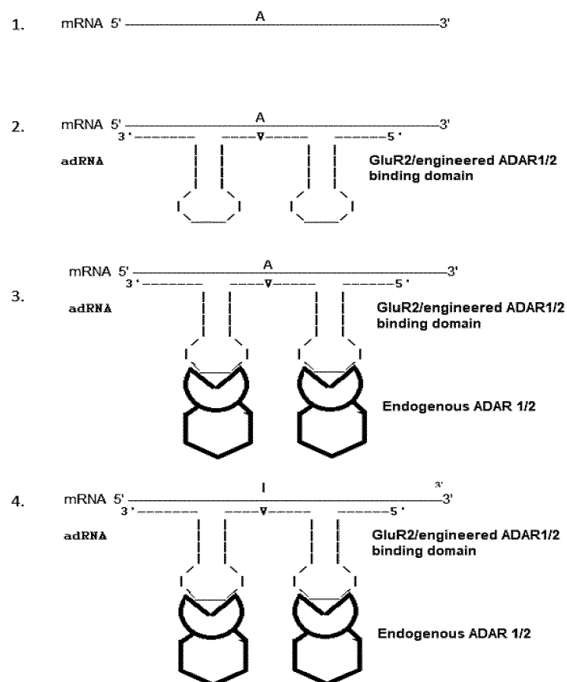 1. mRNA 5' A 3'
2. mRNA 5' A 3'
3' ∇ 5'
adRNA GluR2/engineered ADAR1/2
binding domain
mRNA 5' A 3'
3' ∇ 5'
3. adRNA GluR2/engineered ADAR1/2
binding domain
Endogenous ADAR 1/2
4. mRNA 5' I 3'
3' ∇ 5'
adRNA GluR2/engineered ADAR1/2
binding domain
Endogenous ADAR 1/2